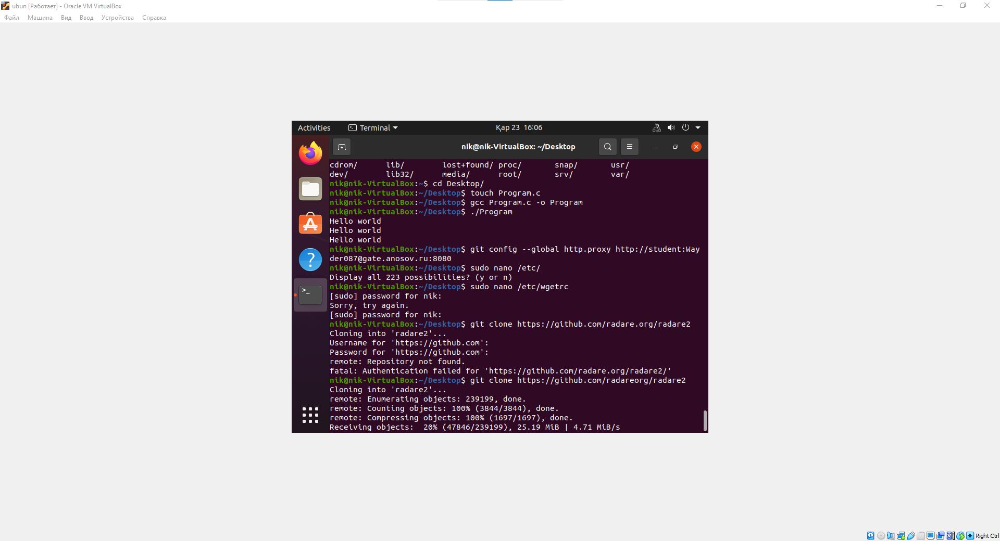 ubun [Работает] - Oracle VM VirtualBox
Файл Машина Вид Ввод Устройства Справка
Activities Terminal Қар 23 16:06
nik@nik-VirtualBox: ~/Desktop
cdrom/ lib/ lost+found/ proc/ snap/ usr/
dev/ lib32/ media/ root/ srv/ var/
nik@nik-VirtualBox:~$ cd Desktop/
nik@nik-VirtualBox:~/Desktop$ touch Program.c
nik@nik-VirtualBox:~/Desktop$ gcc Program.c -o Program
nik@nik-VirtualBox:~/Desktop$ ./Program
Hello world
Hello world
Hello world
nik@nik-VirtualBox:~/Desktop$ git config --global http.proxy http://student:Way
der087@gate.anosov.ru:8080
nik@nik-VirtualBox:~/Desktop$ sudo nano /etc/
Display all 223 possibilities? (y or n)
nik@nik-VirtualBox:~/Desktop$ sudo nano /etc/wgetrc
[sudo] password for nik:
Sorry, try again.
[sudo] password for nik:
nik@nik-VirtualBox:~/Desktop$ git clone https://github.com/radare.org/radare2
Cloning into 'radare2'...
Username for 'https://github.com':
Password for 'https://github.com':
remote: Repository not found.
fatal: Authentication failed for 'https://github.com/radare.org/radare2/'
nik@nik-VirtualBox:~/Desktop$ git clone https://github.com/radareorg/radare2
Cloning into 'radare2'...
remote: Enumerating objects: 239199, done.
remote: Counting objects: 100% (3844/3844), done.
remote: Compressing objects: 100% (1697/1697), done.
Receiving objects:  20% (47846/239199), 25.19 MiB | 4.71 MiB/s
Right Ctrl